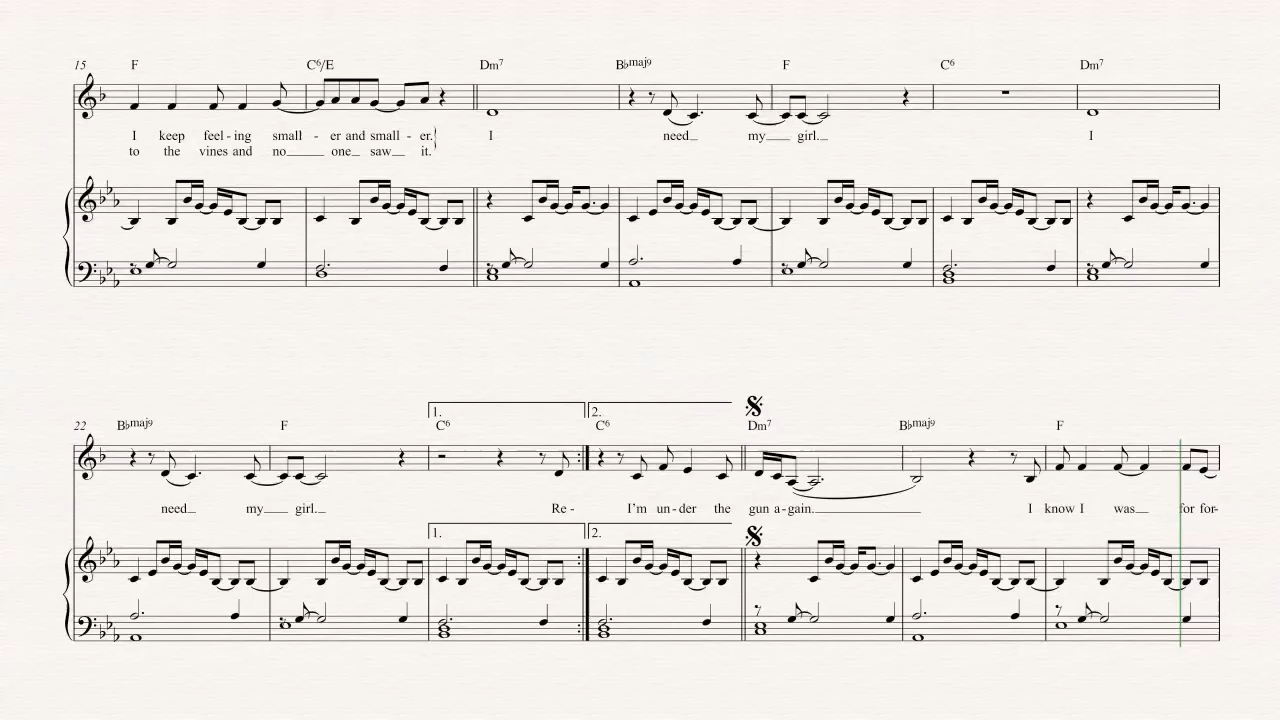 15 F C6/E Dm7 B♭maj9 F C6 Dm7
I keep feel - ing small - er and small - er. I need my girl. I
to the vines and no one saw it.
22 B♭maj9 F 1. C6 2. C6 Dm7 B♭maj9 F
need my girl. Re - I'm un - der the gun a - gain. I know I was for for-
1. 2.